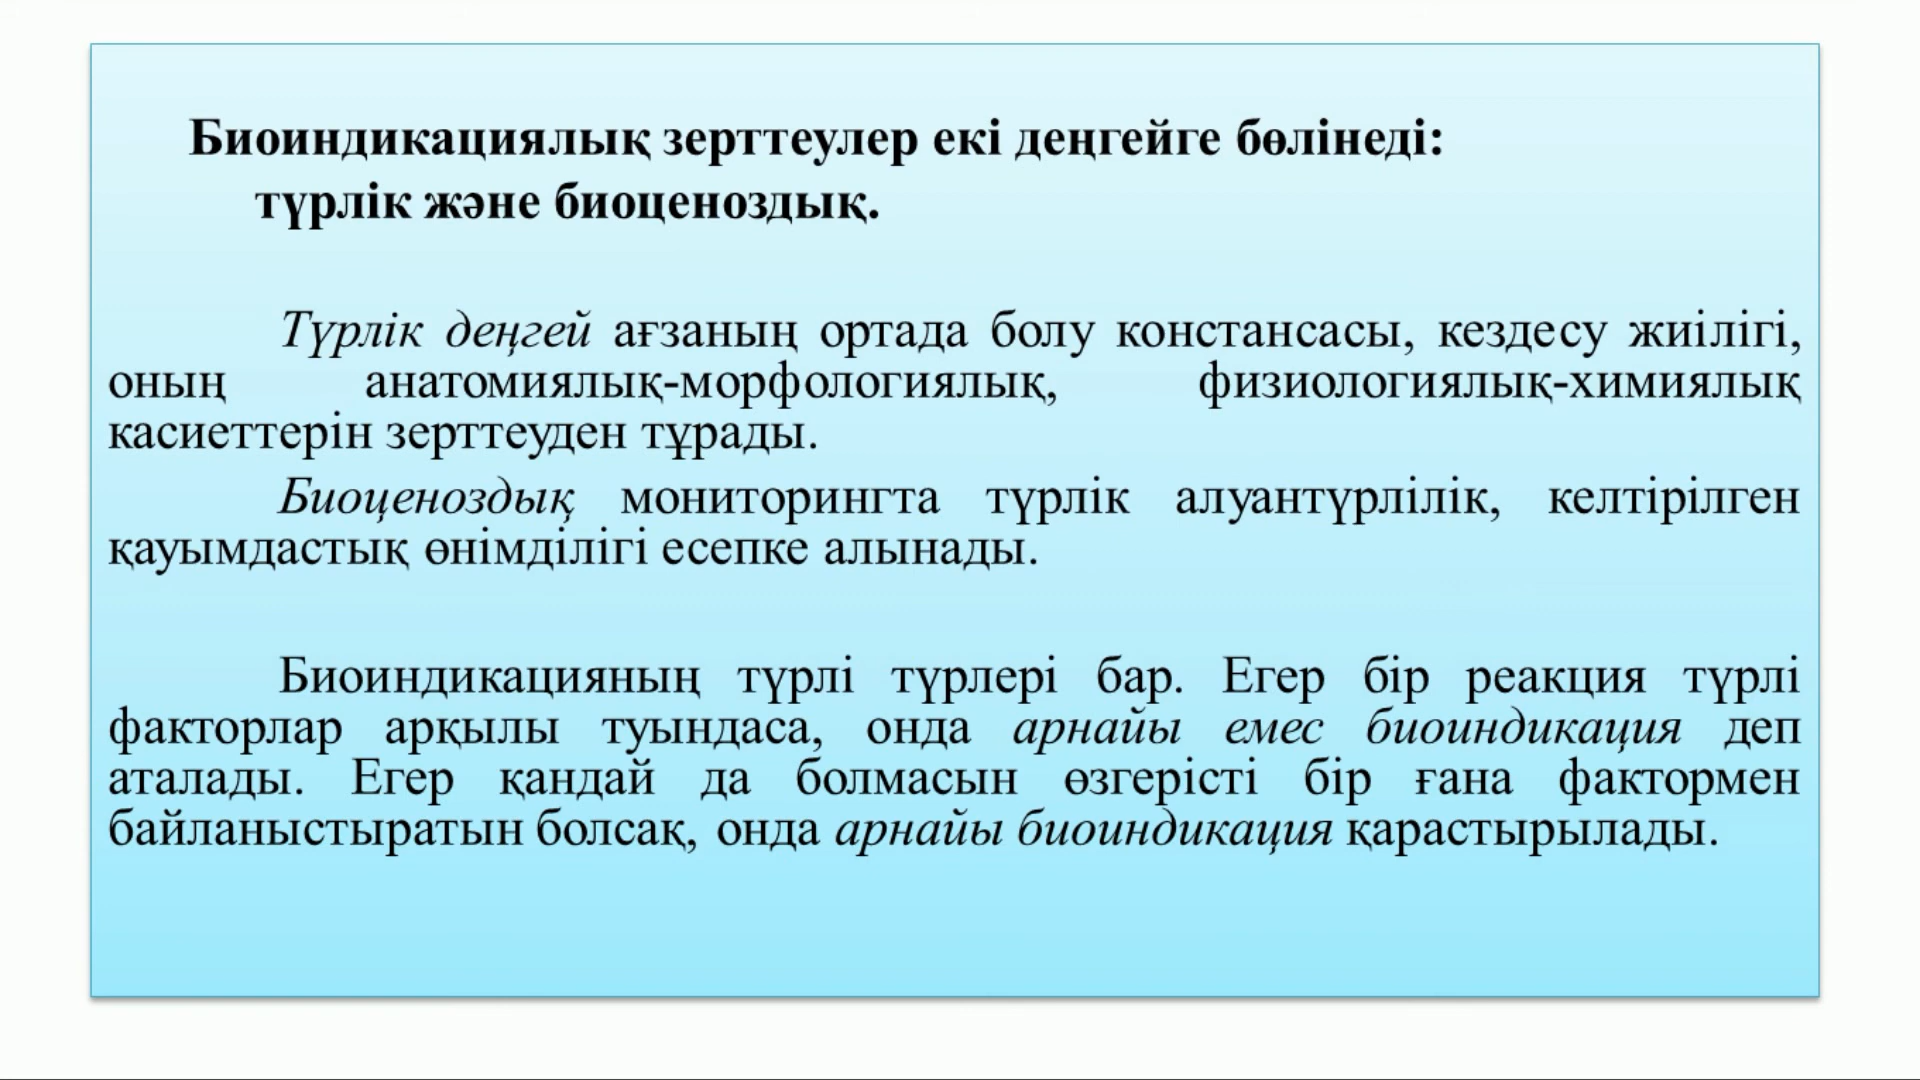 Биоиндикациялық зерттеулер екі деңгейге бөлінеді:
түрлік және биоценоздық.
Түрлік деңгей ағзаның ортада болу констансасы, кездесу жиілігі,
оның анатомиялық-морфологиялық, физиологиялық-химиялық
касиеттерін зерттеуден тұрады.
Биоценоздық мониторингта түрлік алуантүрлілік, келтірілген
қауымдастық өнімділігі есепке алынады.
Биоиндикацияның түрлі түрлері бар. Егер бір реакция түрлі
факторлар арқылы туындаса, онда арнайы емес биоиндикация деп
аталады. Егер қандай да болмасын өзгерісті бір ғана фактормен
байланыстыратын болсақ, онда арнайы биоиндикация қарастырылады.